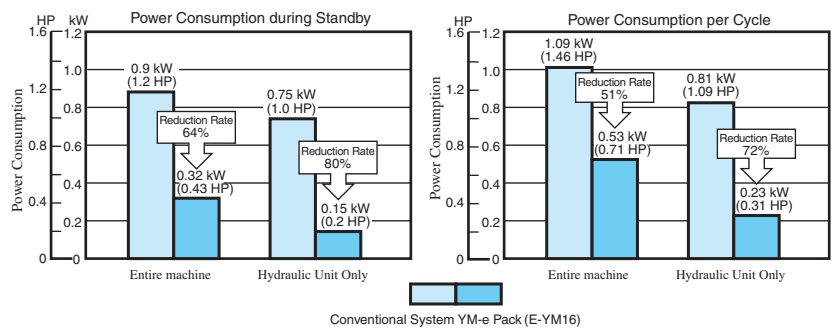 Power Consumption during Standby
HP kW
1.6 1.2
1.0
1.2
0.8
0.8 0.6
0.4
0.4
0.2
0 0
Power Consumption
0.9 kW
(1.2 HP)
Reduction Rate
64%
0.32 kW
(0.43 HP)
0.75 kW
(1.0 HP)
Reduction Rate
80%
0.15 kW
(0.2 HP)
Entire machine Hydraulic Unit Only
Power Consumption per Cycle
HP kW
1.6 1.2
1.0
1.2
0.8
0.8 0.6
0.4
0.4
0.2
0 0
Power Consumption
1.09 kW
(1.46 HP)
Reduction Rate
51%
0.53 kW
(0.71 HP)
0.81 kW
(1.09 HP)
Reduction Rate
72%
0.23 kW
(0.31 HP)
Entire machine Hydraulic Unit Only
Conventional System YM-e Pack (E-YM16)